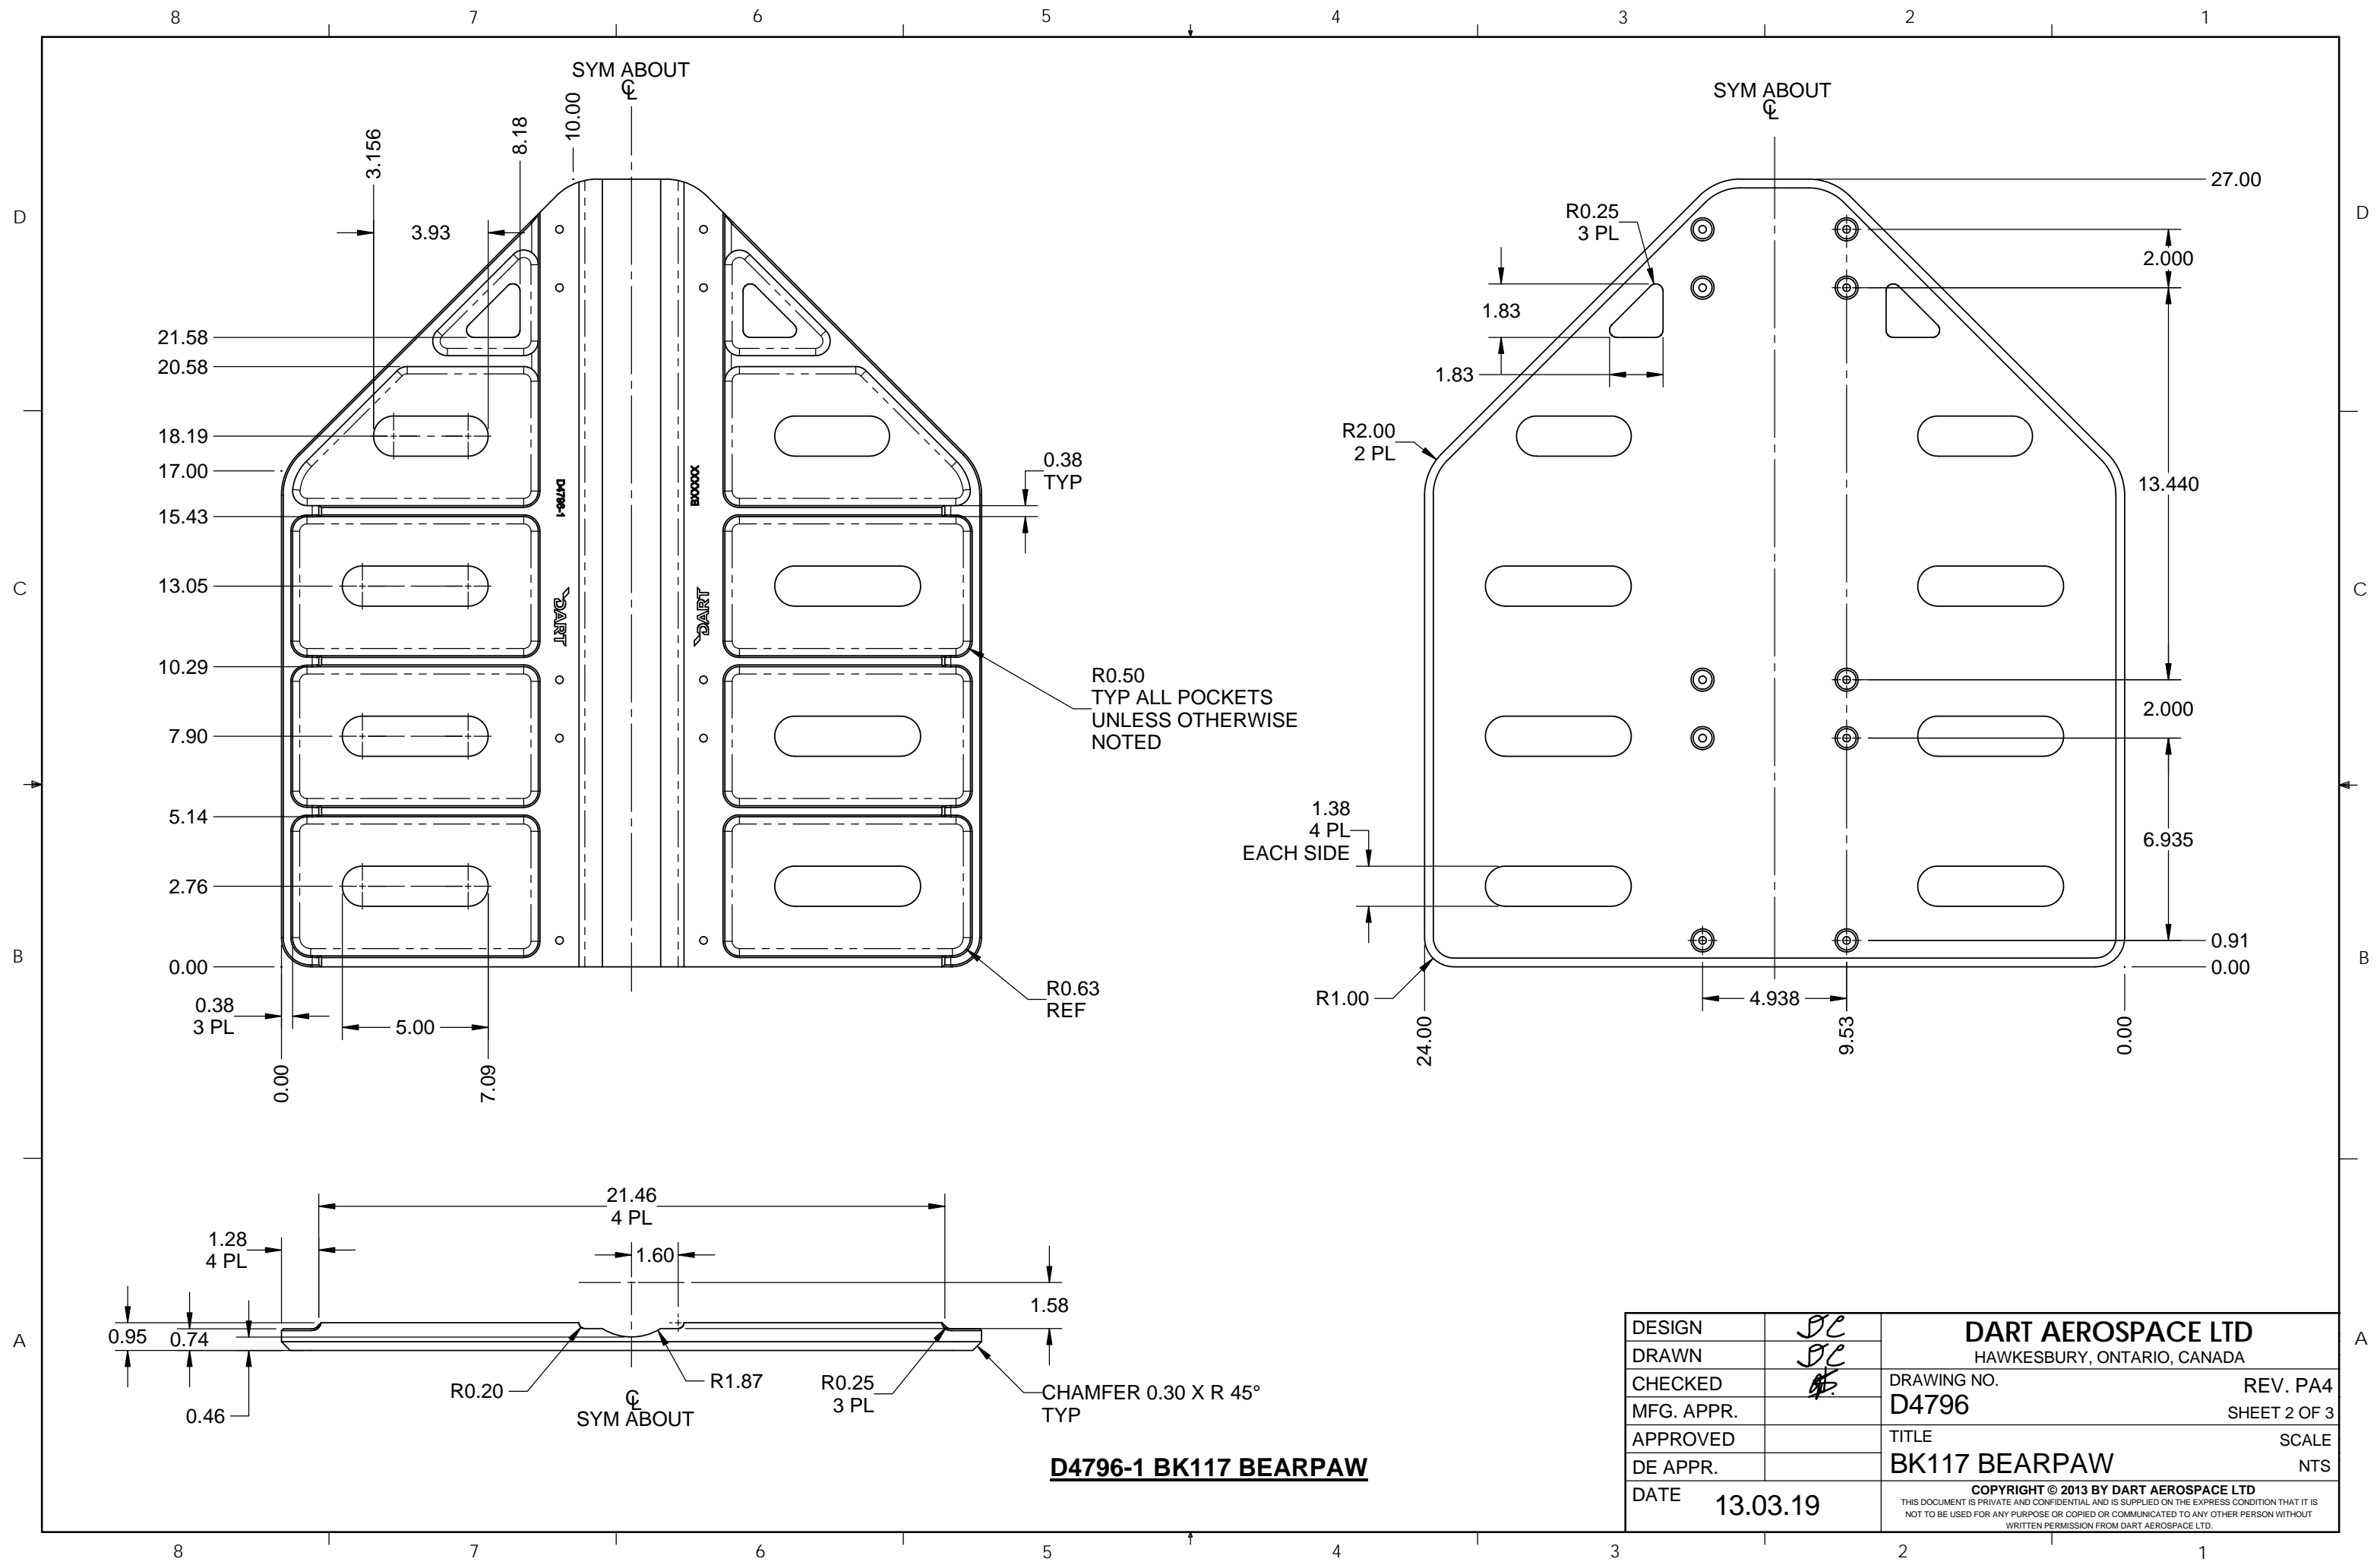 8 7 6 5 4 3 2 1
D
C
B
A
D
C
B
A
SYM ABOUT
℄
3.156
8.18
10.00
3.93
21.58
20.58
18.19
17.00
15.43
13.05
10.29
7.90
5.14
2.76
0.00
0.38
3 PL
5.00
0.00
7.09
D4796-1
DART
DART
0.38
TYP
R0.50
TYP ALL POCKETS
UNLESS OTHERWISE
NOTED
R0.63
REF
SYM ABOUT
℄
27.00
R0.25
3 PL
2.000
1.83
1.83
R2.00
2 PL
13.440
2.000
1.38
4 PL
EACH SIDE
6.935
0.91
0.00
R1.00
4.938
24.00
9.53
0.00
21.46
4 PL
1.28
4 PL
1.60
1.58
0.95
0.74
0.46
R0.20
R1.87
R0.25
3 PL
CHAMFER 0.30 X R 45°
TYP
℄
SYM ABOUT
D4796-1 BK117 BEARPAW
DESIGN
DRAWN
CHECKED
MFG. APPR.
APPROVED
DE APPR.
DATE 13.03.19
DART AEROSPACE LTD
HAWKESBURY, ONTARIO, CANADA
DRAWING NO. REV. PA4
D4796 SHEET 2 OF 3
TITLE SCALE
BK117 BEARPAW NTS
COPYRIGHT © 2013 BY DART AEROSPACE LTD
THIS DOCUMENT IS PRIVATE AND CONFIDENTIAL AND IS SUPPLIED ON THE EXPRESS CONDITION THAT IT IS
NOT TO BE USED FOR ANY PURPOSE OR COPIED OR COMMUNICATED TO ANY OTHER PERSON WITHOUT
WRITTEN PERMISSION FROM DART AEROSPACE LTD.
8 7 6 5 4 3 2 1